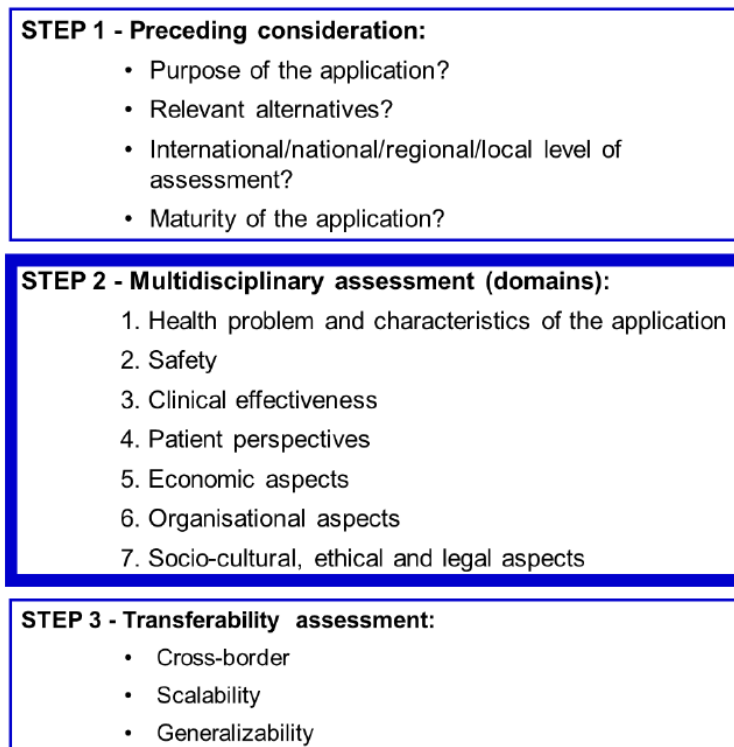 STEP 1 - Preceding consideration:
• Purpose of the application?
• Relevant alternatives?
• International/national/regional/local level of
assessment?
• Maturity of the application?
STEP 2 - Multidisciplinary assessment (domains):
1. Health problem and characteristics of the application
2. Safety
3. Clinical effectiveness
4. Patient perspectives
5. Economic aspects
6. Organisational aspects
7. Socio-cultural, ethical and legal aspects
STEP 3 - Transferability assessment:
• Cross-border
• Scalability
• Generalizability